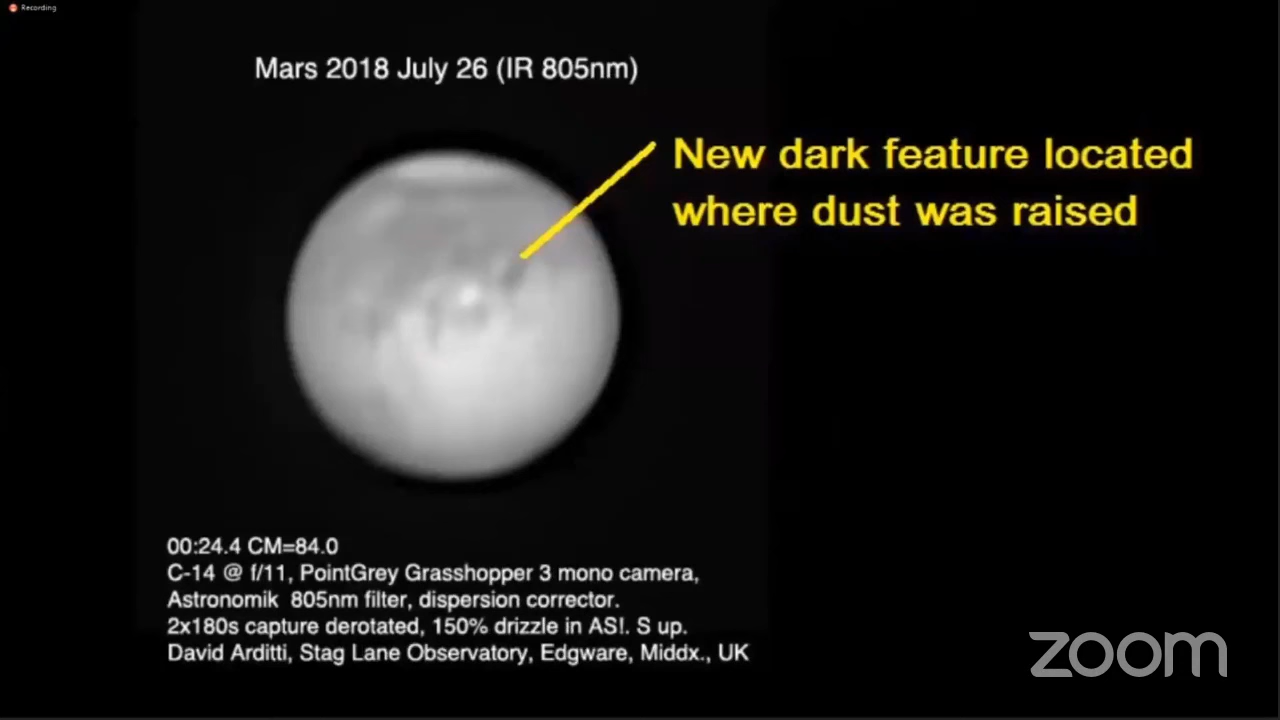 Recording
Mars 2018 July 26 (IR 805nm)
New dark feature located
where dust was raised
00:24.4 CM=84.0
C-14 @ f/11, PointGrey Grasshopper 3 mono camera,
Astronomik 805nm filter, dispersion corrector.
2x180s capture derotated, 150% drizzle in AS!. S up.
David Arditti, Stag Lane Observatory, Edgware, Middx., UK
zoom